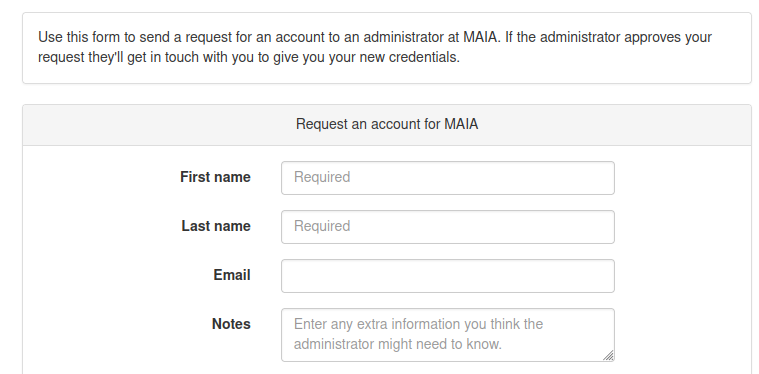 Use this form to send a request for an account to an administrator at MAIA. If the administrator approves your
request they'll get in touch with you to give you your new credentials.
Request an account for MAIA
First name
Required
Last name
Required
Email
Notes
Enter any extra information you think the
administrator might need to know.